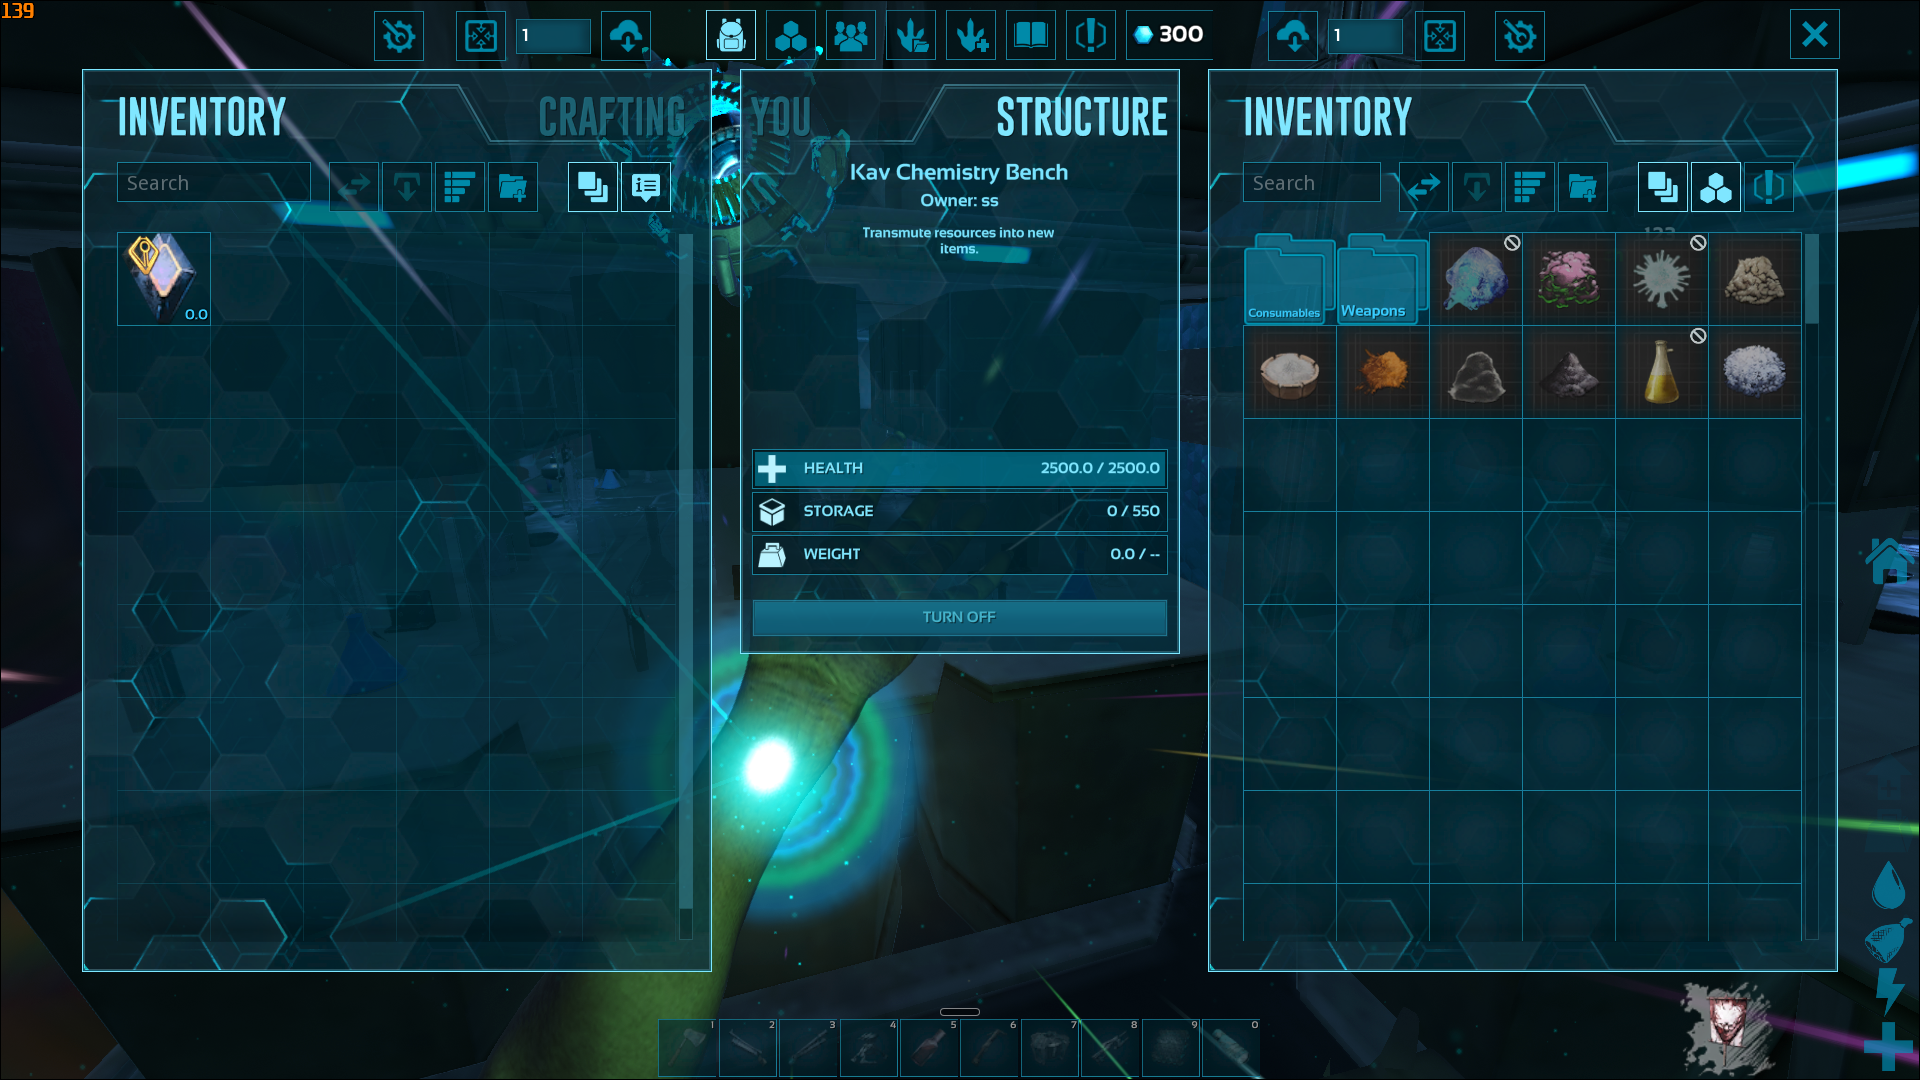 139
1
300
1
INVENTORY
CRAFTING
Search
0.0
YOU
STRUCTURE
Kav Chemistry Bench
Owner: ss
Transmute resources into new
items.
HEALTH
2500.0 / 2500.0
STORAGE
0 / 550
WEIGHT
0.0 / --
TURN OFF
INVENTORY
Search
Consumables
Weapons
1 2 3 4 5 6 7 8 9 0